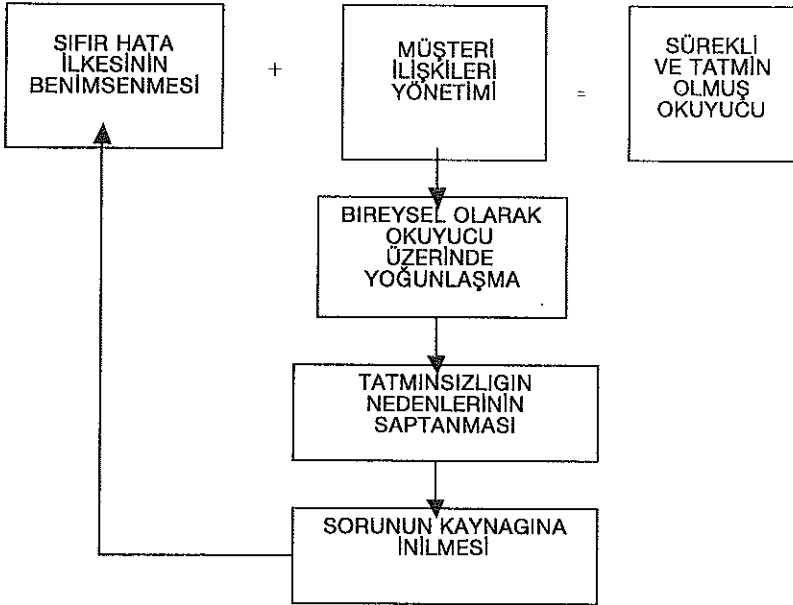 SIFIR HATA
İLKESİNİN
BENİMSENMESİ
+
MÜŞTERİ
İLİŞKİLERİ
YÖNETİMİ
=
SÜREKLİ
VE TATMİN
OLMUŞ
OKUYUCU
BIREYSEL OLARAK
OKUYUCU
ÜZERİNDE
YOĞUNLAŞMA
TATMINSIZLIGIN
NEDENLERİNİN
SAPTANMASI
SORUNUN KAYNAGINA
İNİLMESİ